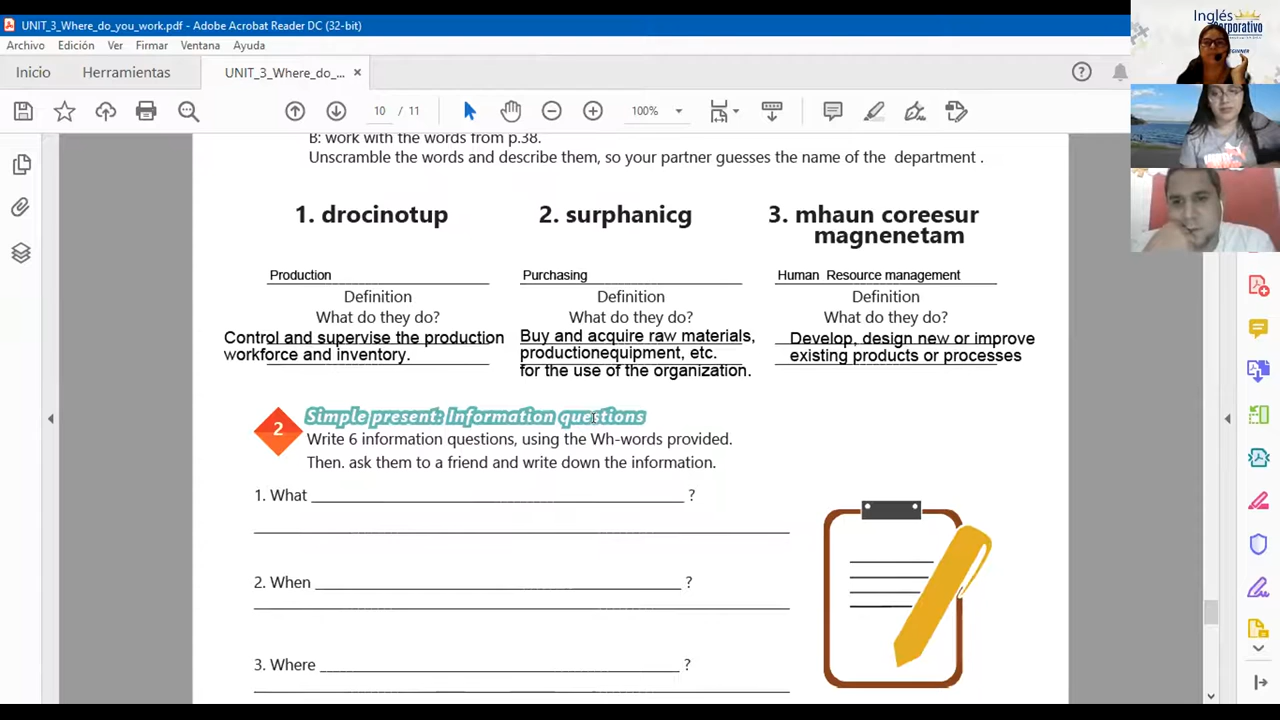 UNIT_3_Where_do_you_work.pdf - Adobe Acrobat Reader DC (32-bit)
Archivo Edición Ver Firmar Ventana Ayuda
Inicio Herramientas UNIT_3_Where_do_...
10 / 11 100%
Inglés
Corporativo
B: work with the words from p.38.
Unscramble the words and describe them, so your partner guesses the name of the department .
1. drocinotup 2. surphanicg 3. mhaun coreesur
magnenetam
Production Purchasing Human Resource management
Definition Definition Definition
What do they do? What do they do? What do they do?
Control and supervise the production Buy and acquire raw materials, Develop, design new or improve
workforce and inventory. productionequipment, etc. existing products or processes
for the use of the organization.
2 Simple present: Information questions
Write 6 information questions, using the Wh-words provided.
Then. ask them to a friend and write down the information.
1. What ?
2. When ?
3. Where ?